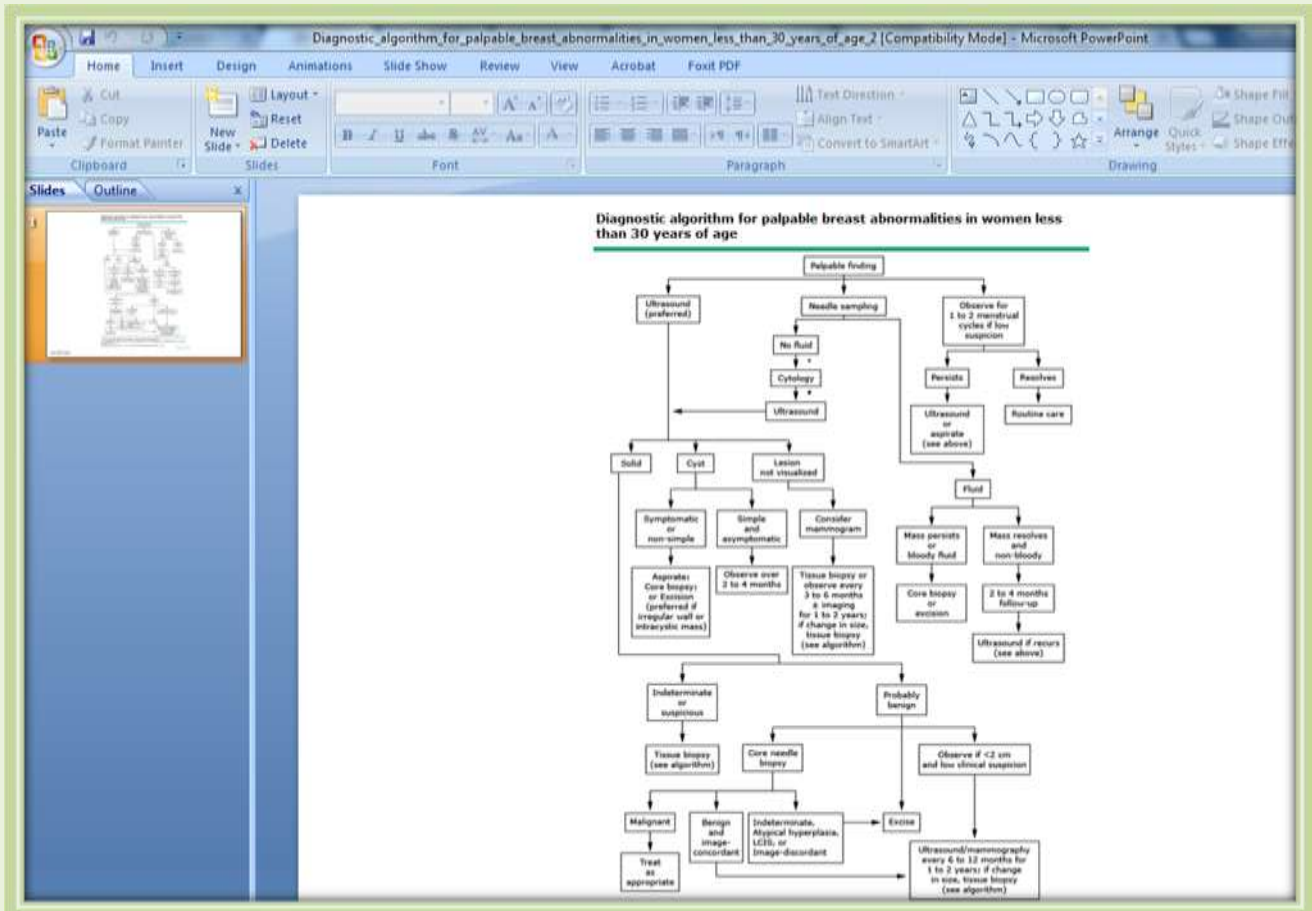 Diagnostic_algorithm_for_palpable_breast_abnormalities_in_women_less_than_30_years_of_age_2 [Compatibility Mode] - Microsoft PowerPoint
Home Insert Design Animations Slide Show Review View Acrobat Foxit PDF
Paste
Cut
Copy
Format Painter
Clipboard
New
Slide
Layout
Reset
Delete
Slides
Font
Text Direction
Align Text
Convert to SmartArt
Paragraph
Arrange
Quick
Styles
Shape Fill
Shape Out
Shape Effe
Drawing
Slides Outline
Diagnostic algorithm for palpable breast abnormalities in women less
than 30 years of age
Palpable finding
Ultrasound
(preferred)
Needle sampling
Observe for
1 to 2 menstrual
cycles if low
suspicion
No fluid
Cytology
Ultrasound
Persists
Resolves
Ultrasound
or
aspirate
(see above)
Routine care
Solid
Cyst
Lesion
not visualized
Fluid
Symptomatic
or
non-simple
Simple
and
asymptomatic
Consider
mammogram
Mass persists
or
bloody fluid
Mass resolves
and
non-bloody
Aspirate;
Core biopsy;
or Excision
(preferred if
irregular wall or
intracystic mass)
Observe over
2 to 4 months
Tissue biopsy or
observe every
3 to 6 months
± imaging
for 1 to 2 years;
if change in size,
tissue biopsy
(see algorithm)
Core biopsy
or
excision
2 to 4 months
follow-up
Ultrasound if recurs
(see above)
Indeterminate
or
suspicious
Probably
benign
Tissue biopsy
(see algorithm)
Core needle
biopsy
Observe if <2 cm
and low clinical suspicion
Malignant
Benign
and
image-
concordant
Indeterminate,
Atypical hyperplasia,
LCIS, or
Image-discordant
Excise
Treat
as
appropriate
Ultrasound/mammography
every 6 to 12 months for
1 to 2 years; if change
in size, tissue biopsy
(see algorithm)